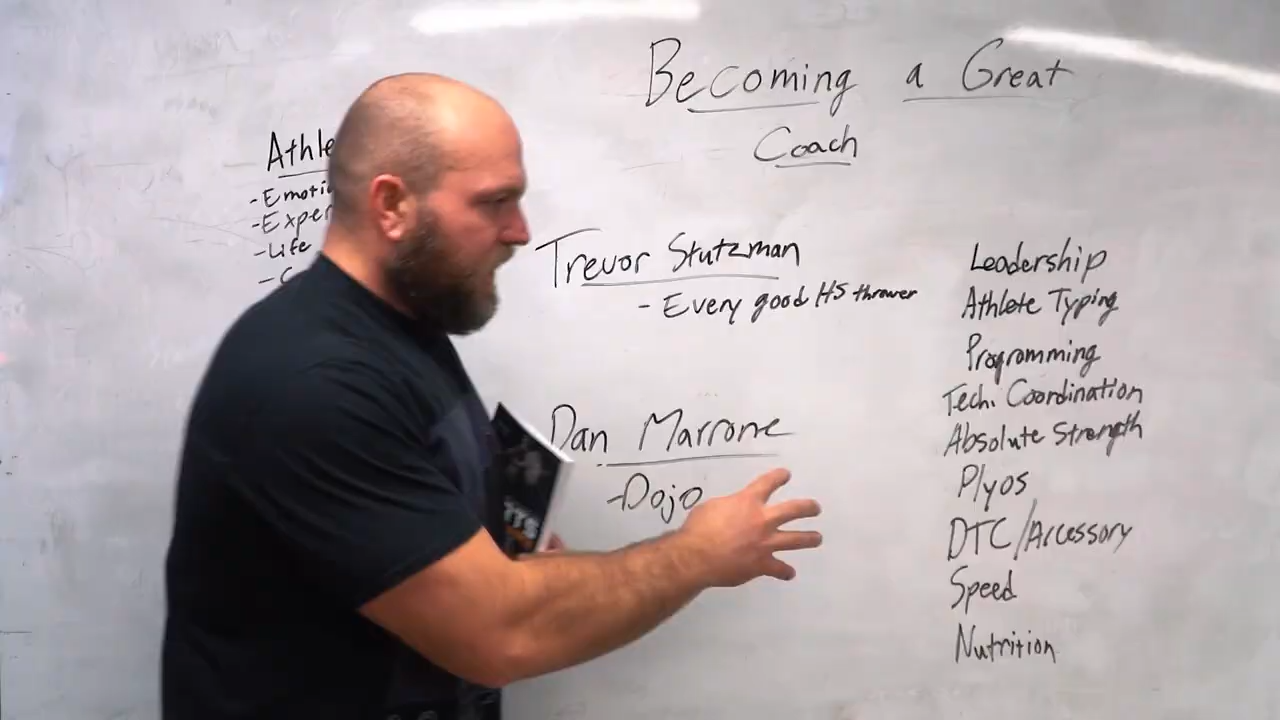 Becoming a Great
Coach
Athle
-Emotio
-Exper
-Life
-C
Trevor Stutzman
- Every good HS thrower
Dan Marrone
-Dojo
Leadership
Athlete Typing
Programming
Tech. Coordination
Absolute Strength
Plyos
DTC/Accessory
Speed
Nutrition